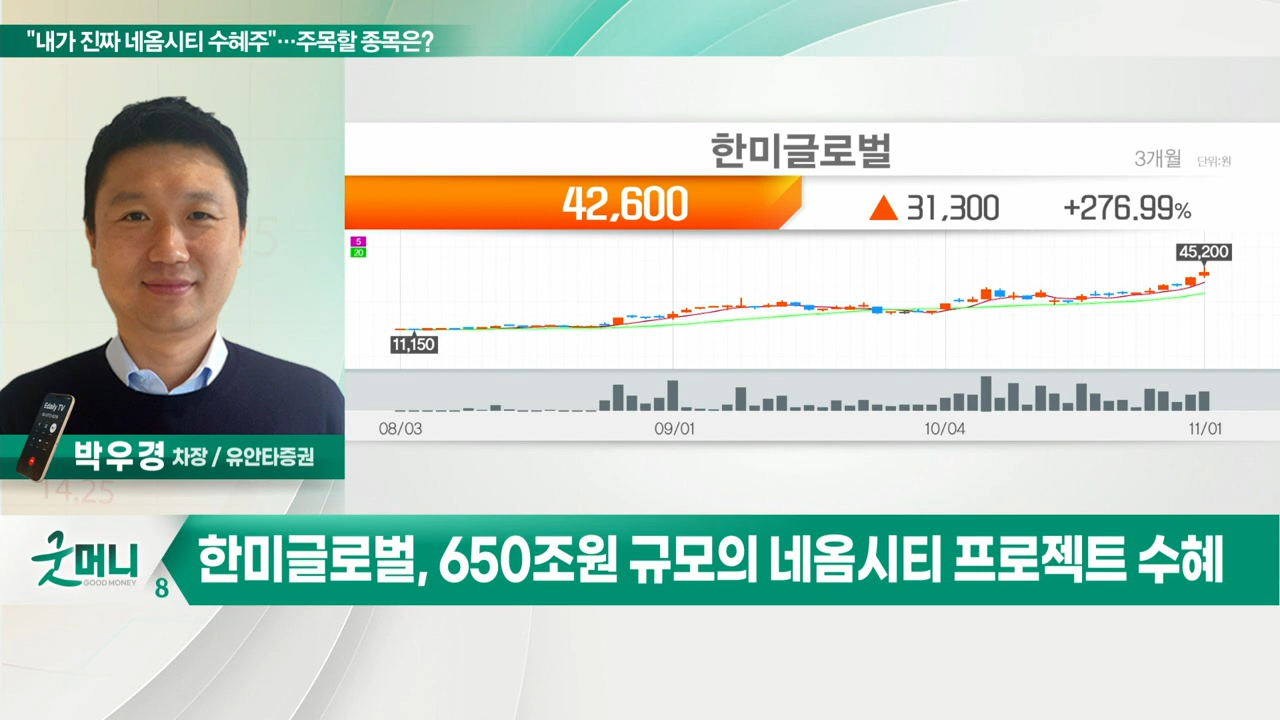 "내가 진짜 네옴시티 수혜주"…주목할 종목은?
한미글로벌
3개월 단위:원
42,600 ▲ 31,300 +276.99%
5
20
45,200
11,150
08/03 09/01 10/04 11/01
Edaily TV
박우경 차장 / 유안타증권
14.25
굿머니
GOOD MONEY
8
한미글로벌, 650조원 규모의 네옴시티 프로젝트 수혜